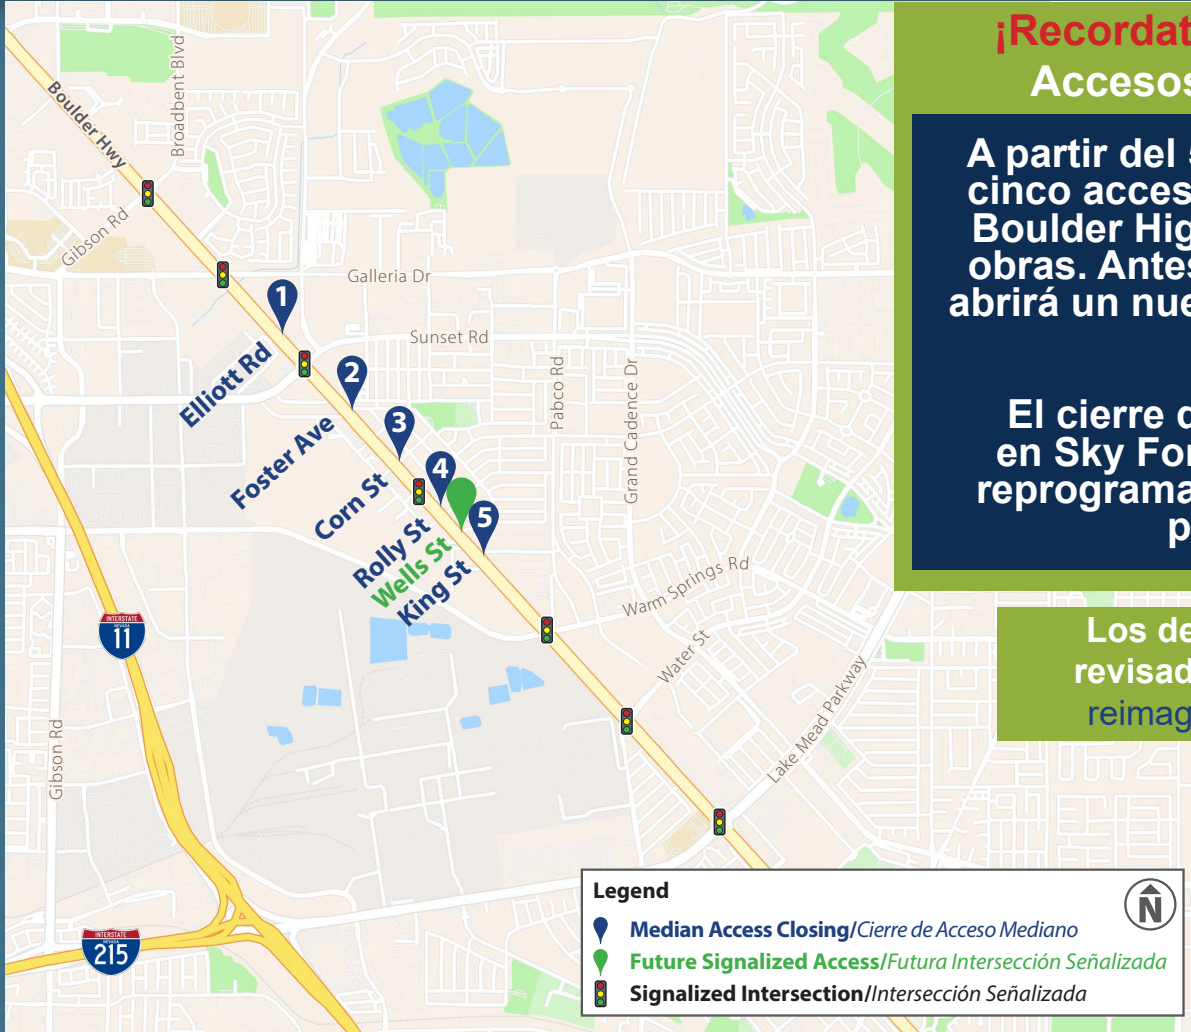 ¡Recordat
Accesos
A partir del 5
cinco acces
Boulder Hig
obras. Antes
abrirá un nue
El cierre d
en Sky For
reprograma
p
Los de
revisad
reimag
Boulder Hwy
Broadbent Blvd
Gibson Rd
Galleria Dr
Sunset Rd
1
Elliott Rd
2
Foster Ave
3
Corn St
4
Rolly St
Wells St
5
King St
Pabco Rd
Grand Cadence Dr
Warm Springs Rd
Water St
Lake Mead Parkway
Gibson Rd
INTERSTATE
NEVADA
11
INTERSTATE
NEVADA
215
Legend
N
Median Access Closing/Cierre de Acceso Mediano
Future Signalized Access/Futura Intersección Señalizada
Signalized Intersection/Intersección Señalizada